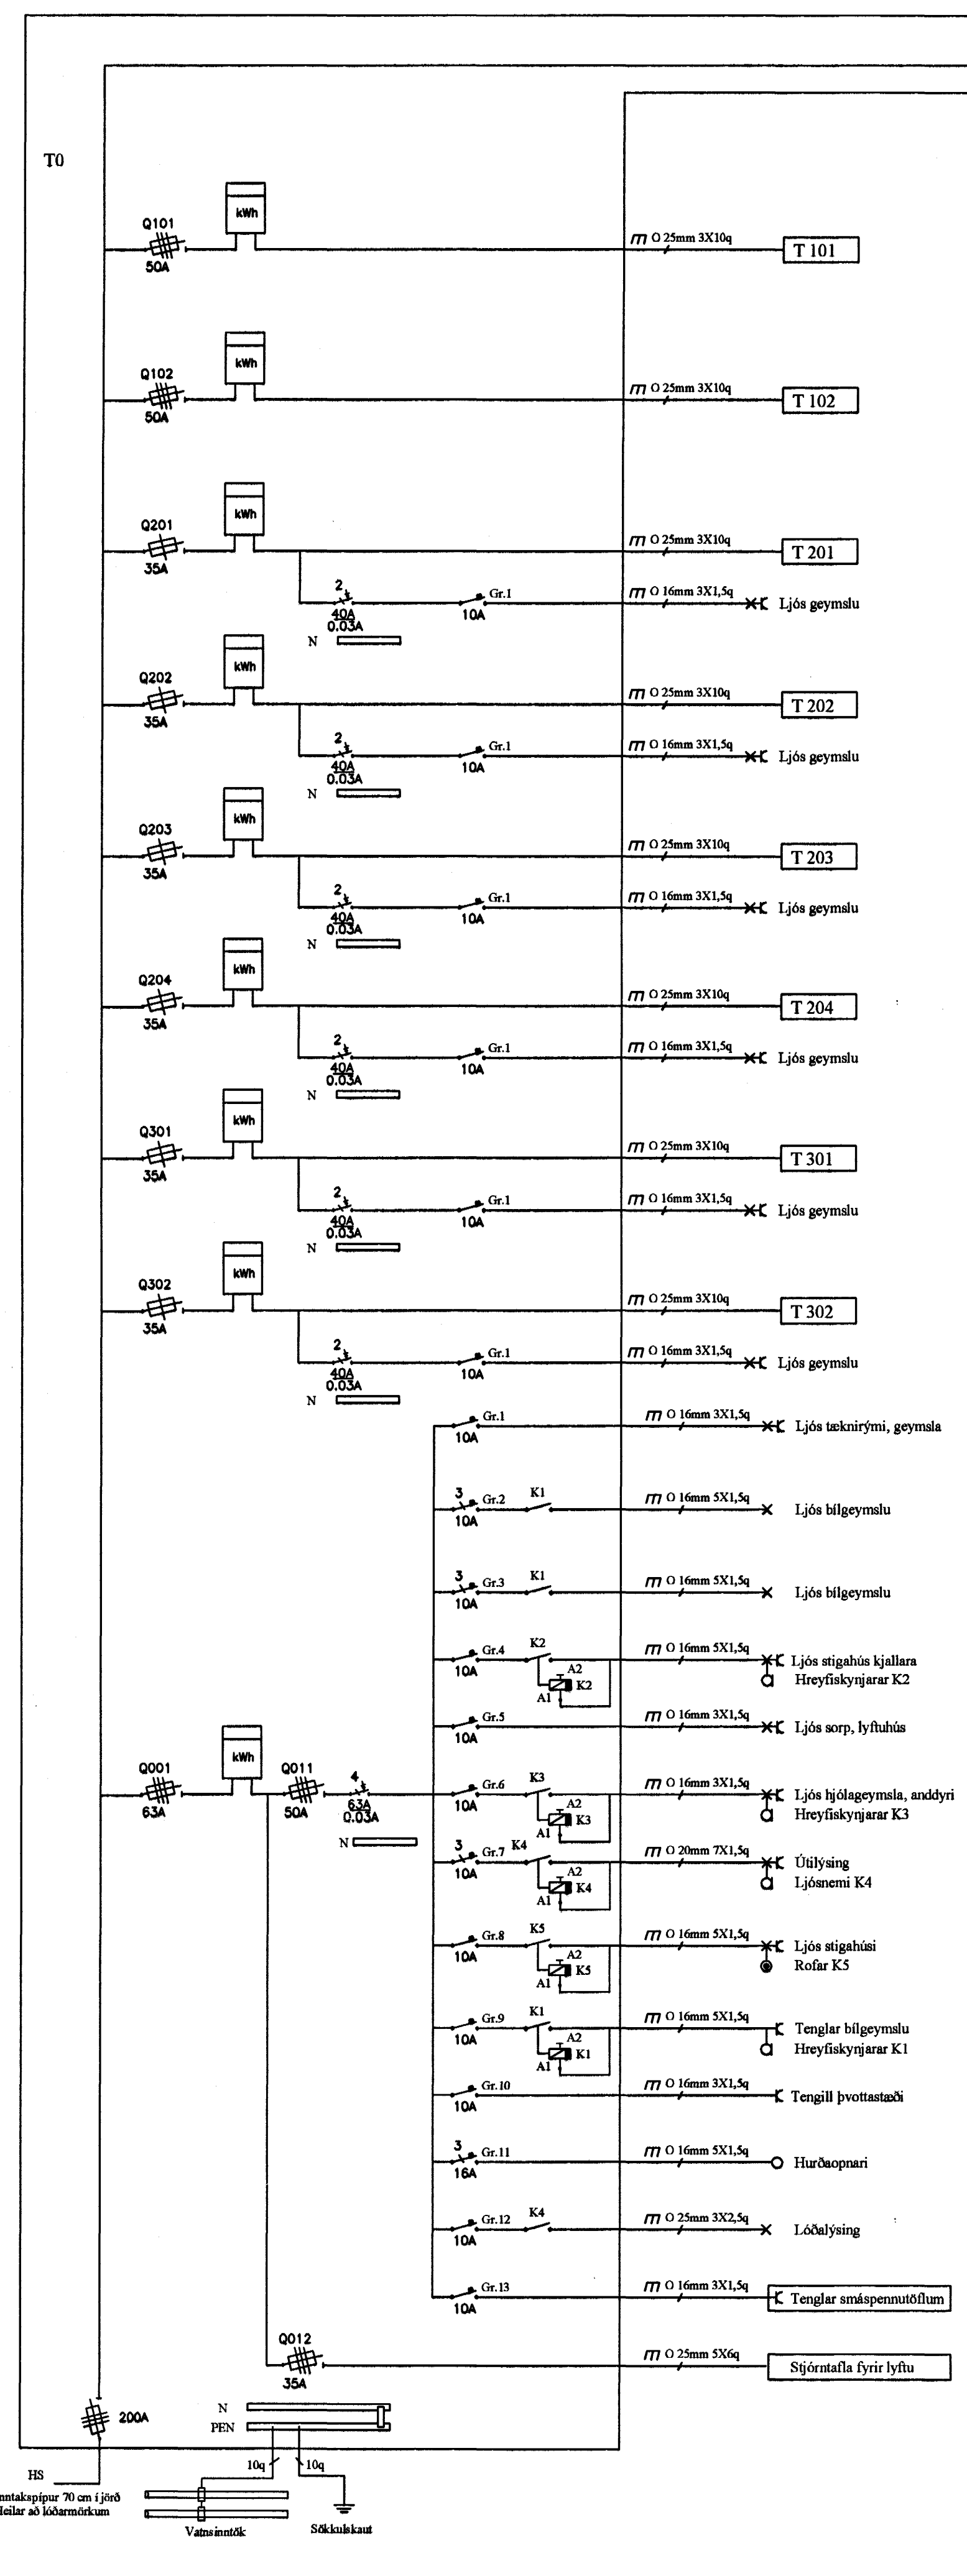 T0
kWh
Q101
50A
m O 25mm 3X10q
T 101
kWh
Q102
50A
m O 25mm 3X10q
T 102
kWh
Q201
35A
m O 25mm 3X10q
T 201
2
40A
0.03A
Gr.1
10A
m O 16mm 3X1,5q
Ljós geymslu
N
kWh
Q202
35A
m O 25mm 3X10q
T 202
2
40A
0.03A
Gr.1
10A
m O 16mm 3X1,5q
Ljós geymslu
N
kWh
Q203
35A
m O 25mm 3X10q
T 203
2
40A
0.03A
Gr.1
10A
m O 16mm 3X1,5q
Ljós geymslu
N
kWh
Q204
35A
m O 25mm 3X10q
T 204
2
40A
0.03A
Gr.1
10A
m O 16mm 3X1,5q
Ljós geymslu
N
kWh
Q301
35A
m O 25mm 3X10q
T 301
2
40A
0.03A
Gr.1
10A
m O 16mm 3X1,5q
Ljós geymslu
N
kWh
Q302
35A
m O 25mm 3X10q
T 302
2
40A
0.03A
Gr.1
10A
m O 16mm 3X1,5q
Ljós geymslu
N
Gr.1
10A
m O 16mm 3X1,5q
Ljós tæknirými, geymsla
3
Gr.2
10A
K1
m O 16mm 5X1,5q
Ljós bílgeymslu
3
Gr.3
10A
K1
m O 16mm 5X1,5q
Ljós bílgeymslu
Gr.4
10A
K2
A2
K2
A1
m O 16mm 5X1,5q
Ljós stigahús kjallara
Hreyfiskynjarar K2
Gr.5
10A
m O 16mm 3X1,5q
Ljós sorp, lyftuhús
kWh
Q001
63A
Q011
50A
4
63A
0.03A
N
Gr.6
10A
K3
A2
K3
A1
m O 16mm 3X1,5q
Ljós hjólageymsla, anddyri
Hreyfiskynjarar K3
3
Gr.7
10A
K4
A2
K4
A1
m O 20mm 7X1,5q
Útilýsing
Ljósnemi K4
Gr.8
10A
K5
A2
K5
A1
m O 16mm 5X1,5q
Ljós stigahúsi
Rofar K5
Gr.9
10A
K1
A2
K1
A1
m O 16mm 5X1,5q
Tenglar bílgeymslu
Hreyfiskynjarar K1
Gr.10
10A
m O 16mm 3X1,5q
Tengill þvottastæði
3
Gr.11
16A
m O 16mm 5X1,5q
Hurðaopnari
Gr.12
10A
K4
m O 25mm 3X2,5q
Lóðalýsing
Gr.13
10A
m O 16mm 3X1,5q
Tenglar smáspennutöflum
Q012
35A
m O 25mm 5X6q
Stjórntafla fyrir lyftu
200A
N
PEN
10q
10q
HS
nntakspípur 70 cm í jörð
Heilar að lóðarmörkum
Vatnsinntök
Sökkulskaut